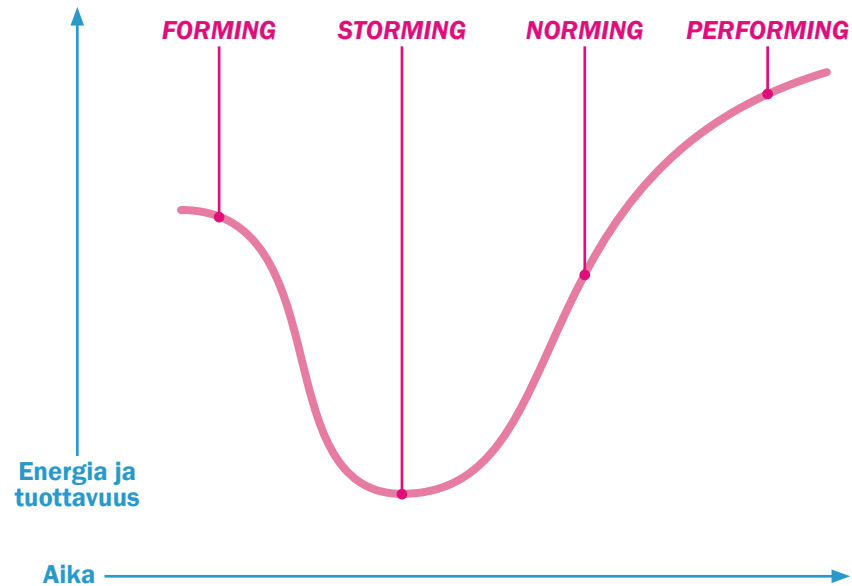 FORMING
STORMING
NORMING
PERFORMING
Energia ja
tuottavuus
Aika